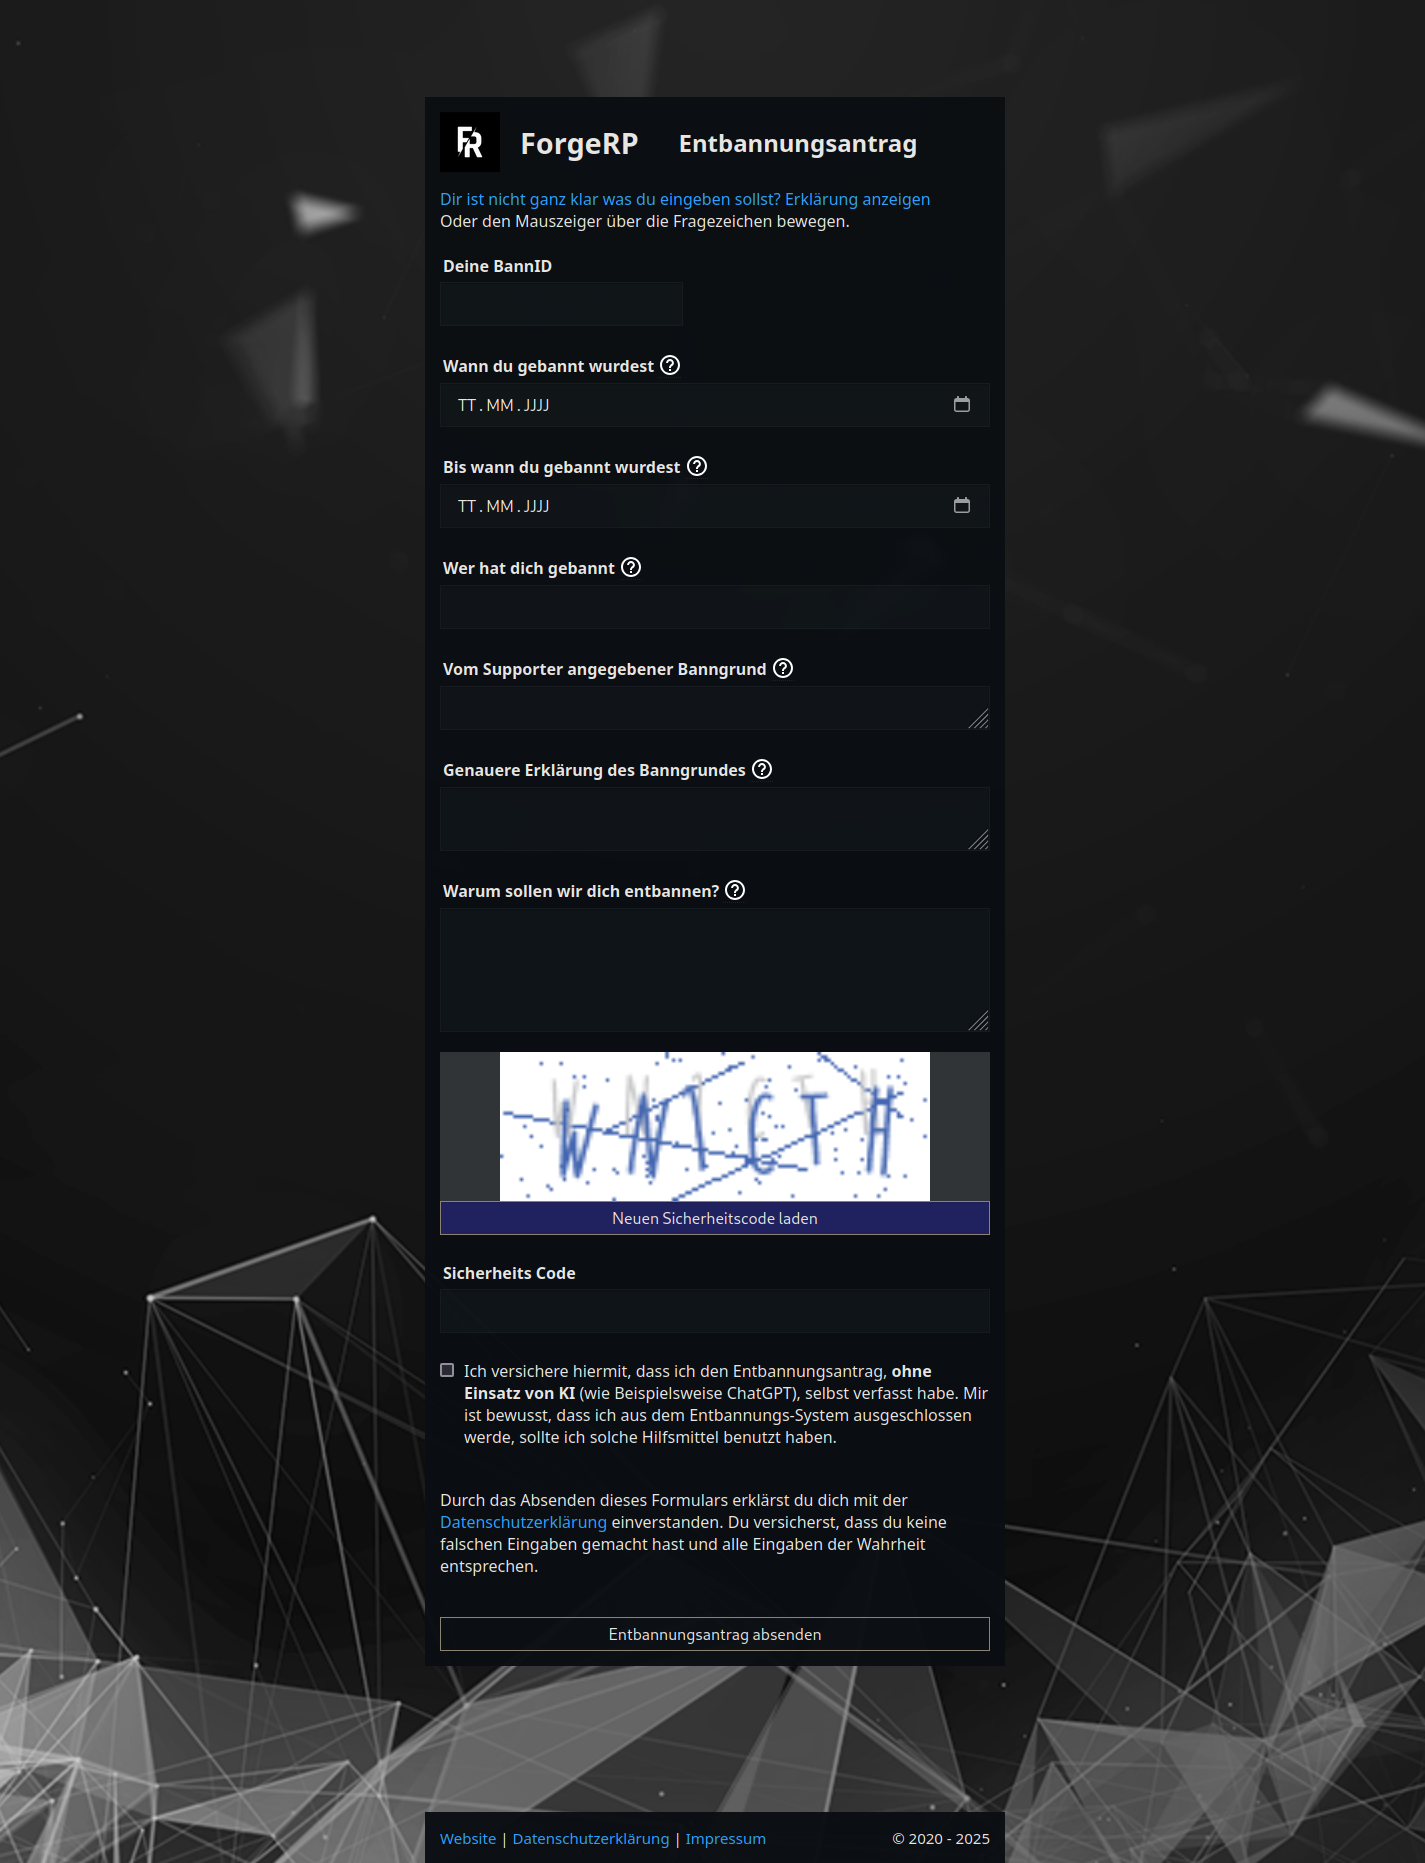 FR
ForgeRP
Entbannungsantrag
Dir ist nicht ganz klar was du eingeben sollst? Erklärung anzeigen
Oder den Mauszeiger über die Fragezeichen bewegen.
Deine BannID
Wann du gebannt wurdest ?
TT.MM.JJJJ
Bis wann du gebannt wurdest ?
TT.MM.JJJJ
Wer hat dich gebannt ?
Vom Supporter angegebener Banngrund ?
Genauere Erklärung des Banngrundes ?
Warum sollen wir dich entbannen? ?
Neuen Sicherheitscode laden
Sicherheits Code
Ich versichere hiermit, dass ich den Entbannungsantrag, ohne
Einsatz von KI (wie Beispielsweise ChatGPT), selbst verfasst habe. Mir
ist bewusst, dass ich aus dem Entbannungs-System ausgeschlossen
werde, sollte ich solche Hilfsmittel benutzt haben.
Durch das Absenden dieses Formulars erklärst du dich mit der
Datenschutzerklärung einverstanden. Du versicherst, dass du keine
falschen Eingaben gemacht hast und alle Eingaben der Wahrheit
entsprechen.
Entbannungsantrag absenden
Website | Datenschutzerklärung | Impressum
© 2020 - 2025